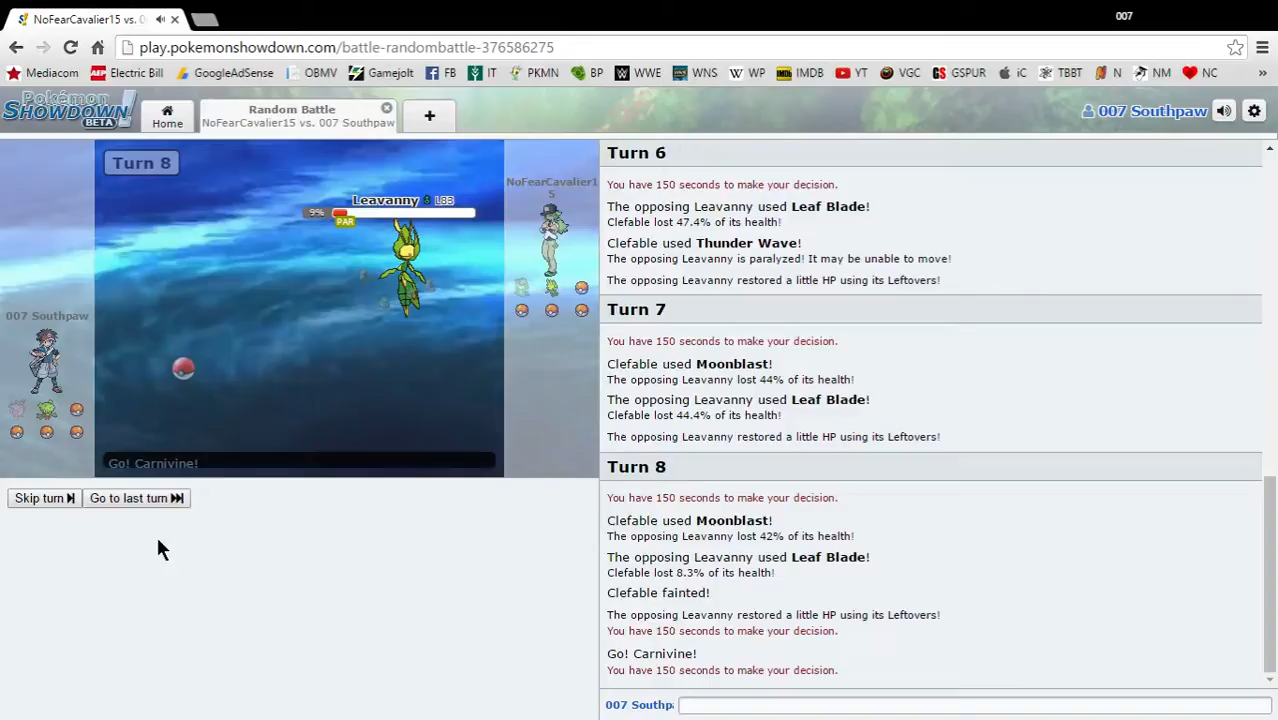 007
NoFearCavalier15 vs.
play.pokemonshowdown.com/battle-randombattle-376586275
Mediacom
AEP Electric Bill
GoogleAdSense
OBMV
Gamejolt
f FB
IT
PKMN
BP
W WWE
WNS
W WP
IMDB IMDB
YT
VGC
GS GSPUR
iC
TBBT
N
NM
NC
»
Pokémon
SHOWDOWN!
BETA
Home
Random Battle
NoFearCavalier15 vs. 007 Southpaw
+
007 Southpaw
Turn 8
Leavanny L83
9%
PAR
NoFearCavalier1
5
007 Southpaw
Go! Carnivine!
Skip turn
Go to last turn
Turn 6
You have 150 seconds to make your decision.
The opposing Leavanny used Leaf Blade!
Clefable lost 47.4% of its health!
Clefable used Thunder Wave!
The opposing Leavanny is paralyzed! It may be unable to move!
The opposing Leavanny restored a little HP using its Leftovers!
Turn 7
You have 150 seconds to make your decision.
Clefable used Moonblast!
The opposing Leavanny lost 44% of its health!
The opposing Leavanny used Leaf Blade!
Clefable lost 44.4% of its health!
The opposing Leavanny restored a little HP using its Leftovers!
Turn 8
You have 150 seconds to make your decision.
Clefable used Moonblast!
The opposing Leavanny lost 42% of its health!
The opposing Leavanny used Leaf Blade!
Clefable lost 8.3% of its health!
Clefable fainted!
The opposing Leavanny restored a little HP using its Leftovers!
You have 150 seconds to make your decision.
Go! Carnivine!
You have 150 seconds to make your decision.
007 Southpa: